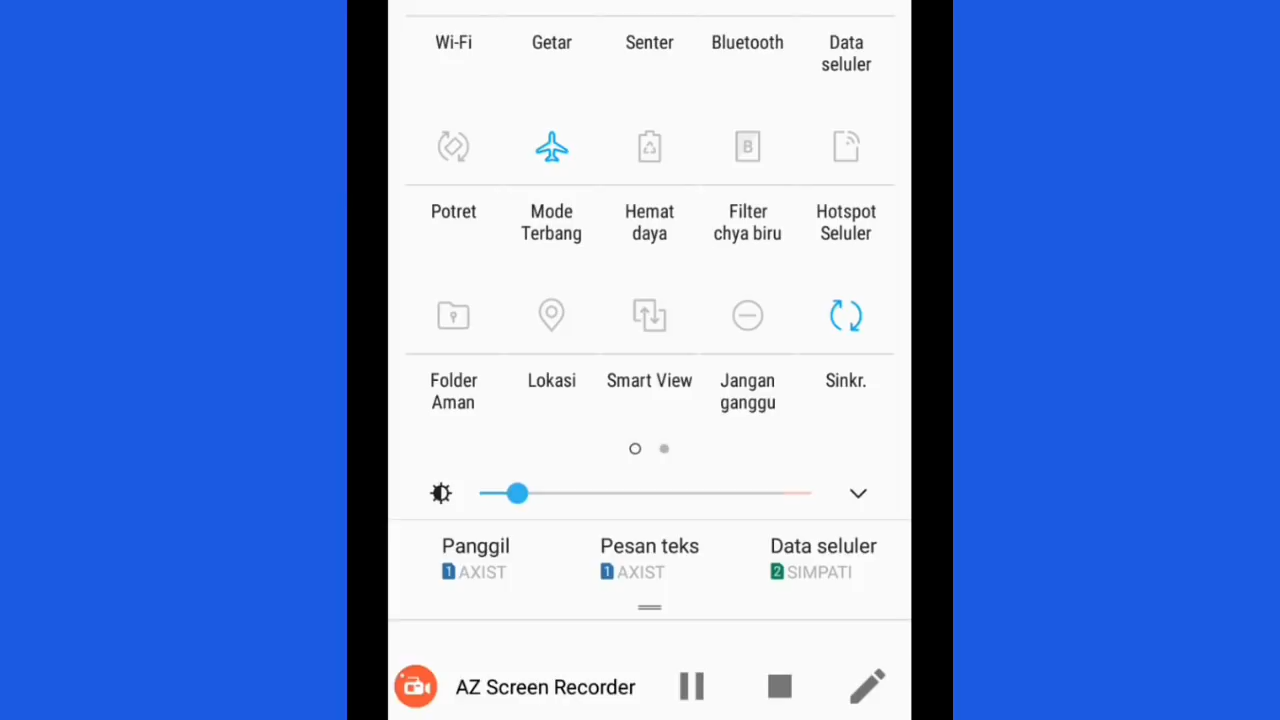 Wi-Fi Getar Senter Bluetooth Data
seluler
B
Potret Mode Hemat Filter Hotspot
Terbang daya chya biru Seluler
Folder Lokasi Smart View Jangan Sinkr.
Aman ganggu
Panggil Pesan teks Data seluler
1 AXIST 1 AXIST 2 SIMPATI
AZ Screen Recorder